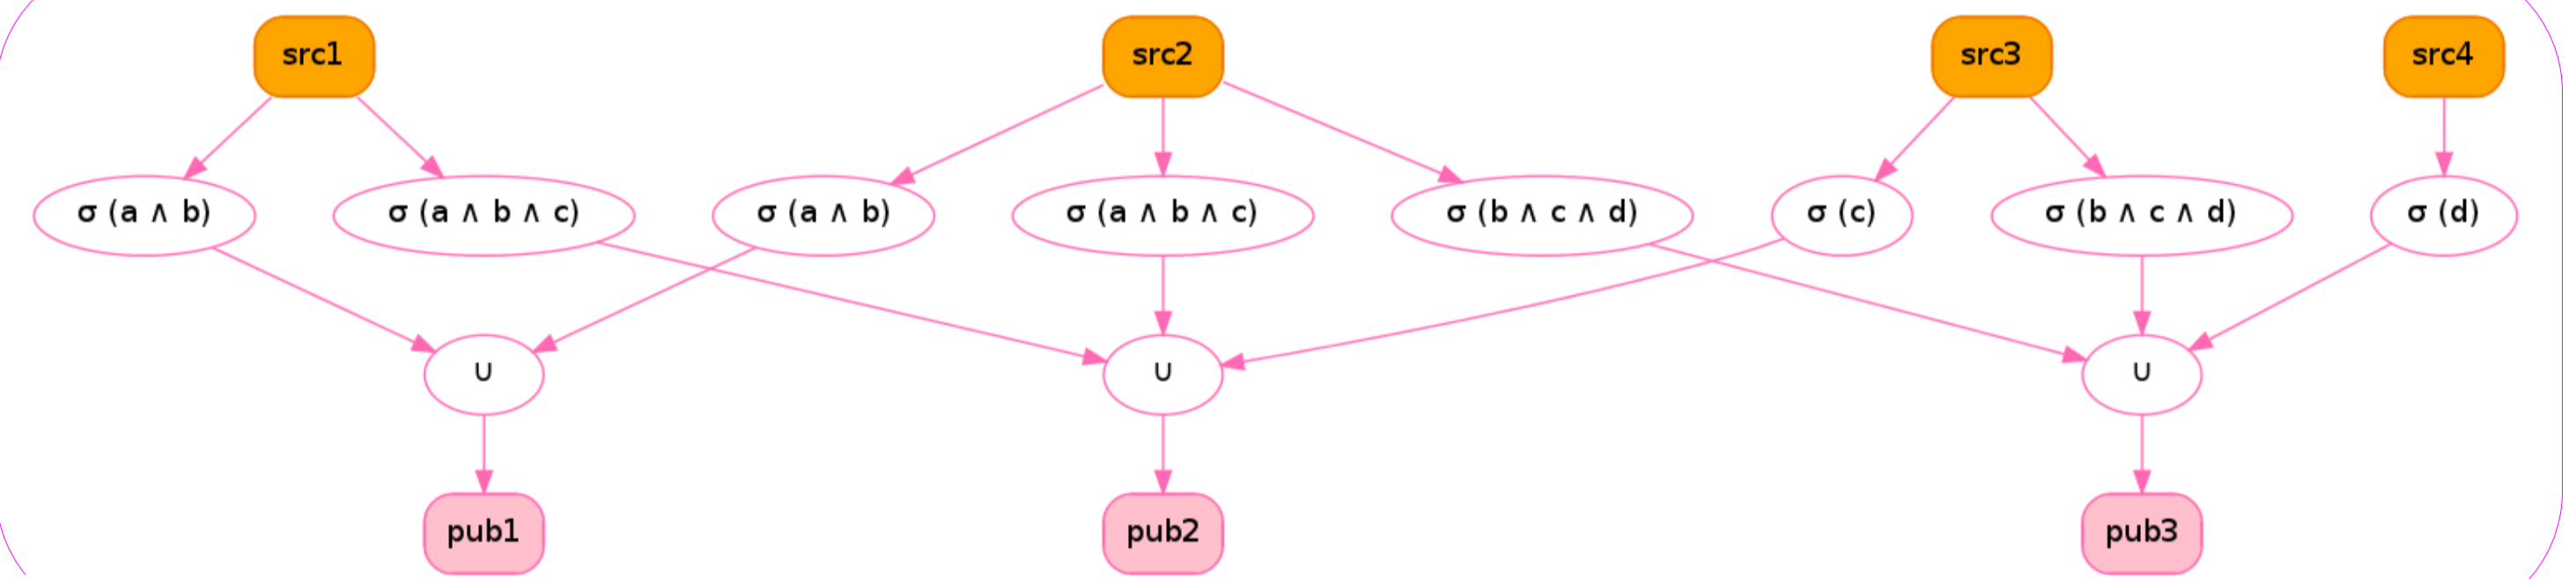 src1
src2
src3
src4
σ (a ∧ b)
σ (a ∧ b ∧ c)
σ (a ∧ b)
σ (a ∧ b ∧ c)
σ (b ∧ c ∧ d)
σ (c)
σ (b ∧ c ∧ d)
σ (d)
∪
∪
∪
pub1
pub2
pub3